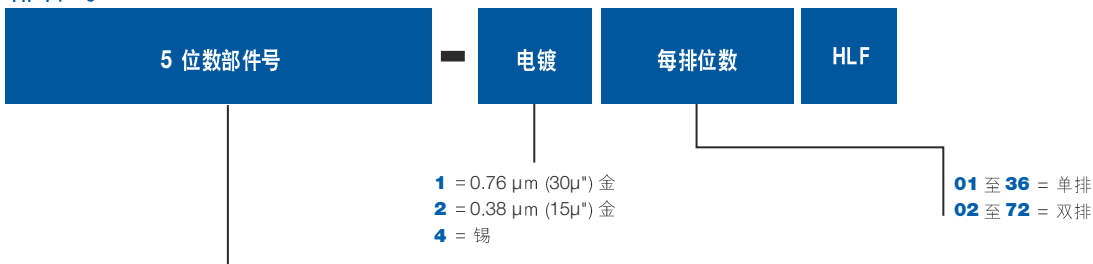 5 位数部件号 - 电镀 每排位数 HLF
1 = 0.76 µm (30µ") 金
2 = 0.38 µm (15µ") 金
4 = 锡
01 至 36 = 单排
02 至 72 = 双排